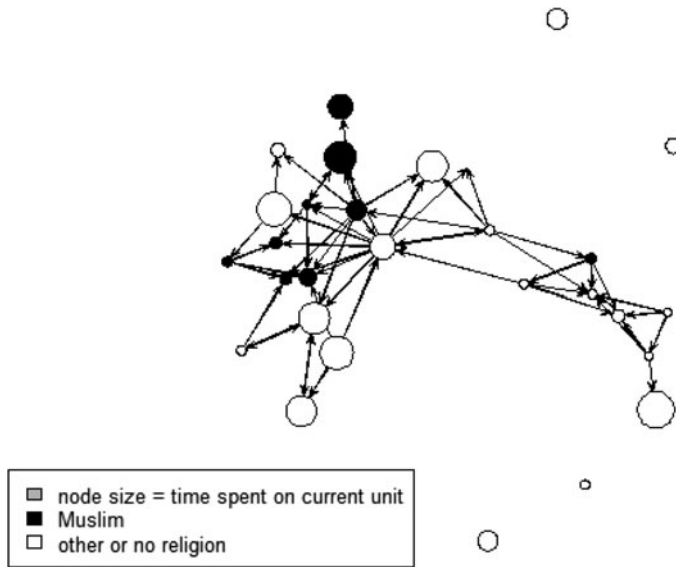 node size = time spent on current unit
Muslim
other or no religion